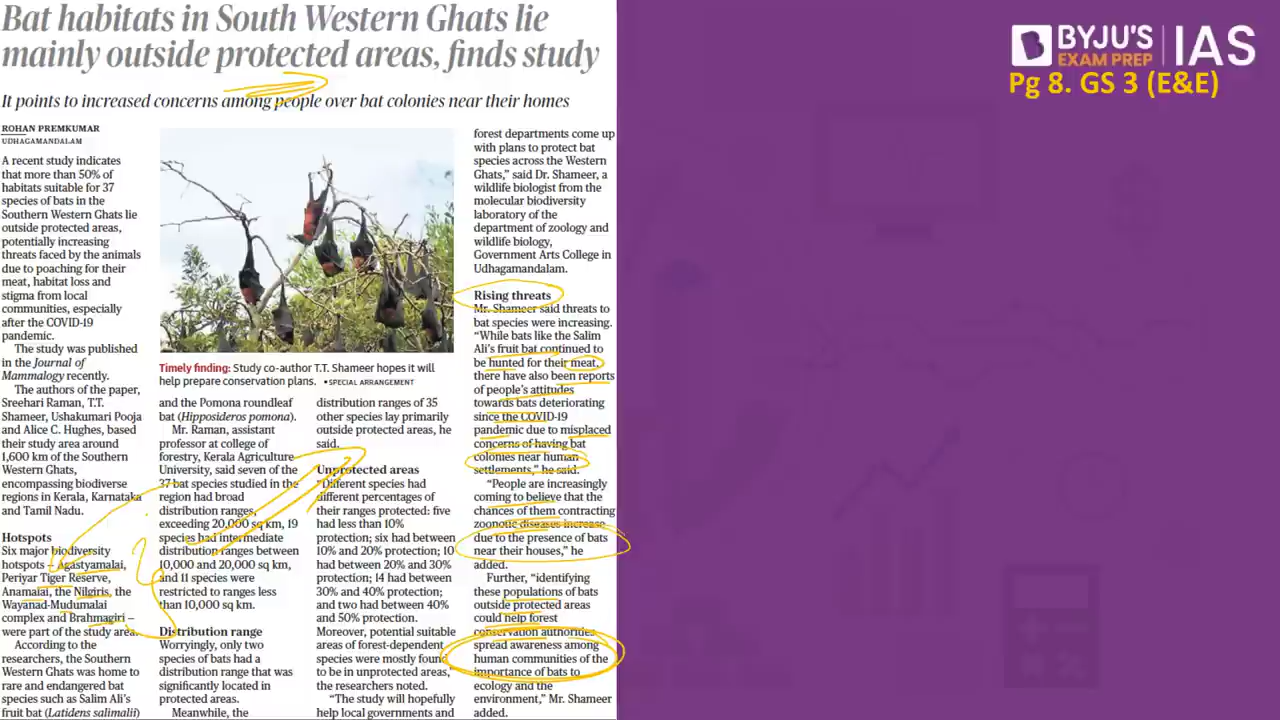 Bat habitats in South Western Ghats lie
mainly outside protected areas, finds study
It points to increased concerns among people over bat colonies near their homes
ROHAN PREMKUMAR
UDHAGAMANDALAM
A recent study indicates
that more than 50% of
habitats suitable for 37
species of bats in the
Southern Western Ghats lie
outside protected areas,
potentially increasing
threats faced by the animals
due to poaching for their
meat, habitat loss and
stigma from local
communities, especially
after the COVID-19
pandemic.
The study was published
in the Journal of
Mammalogy recently.
The authors of the paper,
Sreehari Raman, T.T.
Shameer, Ushakumari Pooja
and Alice C. Hughes, based
their study area around
1,600 km of the Southern
Western Ghats,
encompassing biodiverse
regions in Kerala, Karnataka
and Tamil Nadu.
Hotspots
Six major biodiversity
hotspots – Agastyamalai,
Periyar Tiger Reserve,
Anamalai, the Nilgiris, the
Wayanad-Mudumalai
complex and Brahmagiri –
were part of the study area.
According to the
researchers, the Southern
Western Ghats was home to
rare and endangered bat
species such as Salim Ali's
fruit bat (Latidens salimalii)
Timely finding: Study co-author T.T. Shameer hopes it will
help prepare conservation plans. •SPECIAL ARRANGEMENT
and the Pomona roundleaf
bat (Hipposideros pomona).
Mr. Raman, assistant
professor at college of
forestry, Kerala Agriculture
University, said seven of the
37 bat species studied in the
region had broad
distribution ranges,
exceeding 20,000 sq km, 19
species had intermediate
distribution ranges between
10,000 and 20,000 sq km,
and 11 species were
restricted to ranges less
than 10,000 sq km.
Distribution range
Worryingly, only two
species of bats had a
distribution range that was
significantly located in
protected areas.
Meanwhile, the
distribution ranges of 35
other species lay primarily
outside protected areas, he
said.
Unprotected areas
"Different species had
different percentages of
their ranges protected: five
had less than 10%
protection; six had between
10% and 20% protection; 10
had between 20% and 30%
protection; 14 had between
30% and 40% protection;
and two had between 40%
and 50% protection.
Moreover, potential suitable
areas of forest-dependent
species were mostly found
to be in unprotected areas,"
the researchers noted.
"The study will hopefully
help local governments and
forest departments come up
with plans to protect bat
species across the Western
Ghats," said Dr. Shameer, a
wildlife biologist from the
molecular biodiversity
laboratory of the
department of zoology and
wildlife biology,
Government Arts College in
Udhagamandalam.
Rising threats
Mr. Shameer said threats to
bat species were increasing.
"While bats like the Salim
Ali's fruit bat continued to
be hunted for their meat,
there have also been reports
of people's attitudes
towards bats deteriorating
since the COVID-19
pandemic due to misplaced
concerns of having bat
colonies near human
settlements," he said.
"People are increasingly
coming to believe that the
chances of them contracting
zoonotic diseases increase
due to the presence of bats
near their houses," he
added.
Further, "identifying
these populations of bats
outside protected areas
could help forest
conservation authorities
spread awareness among
human communities of the
importance of bats to
ecology and the
environment," Mr. Shameer
added.
BYJU'S
EXAM PREP
IAS
Pg 8. GS 3 (E&E)